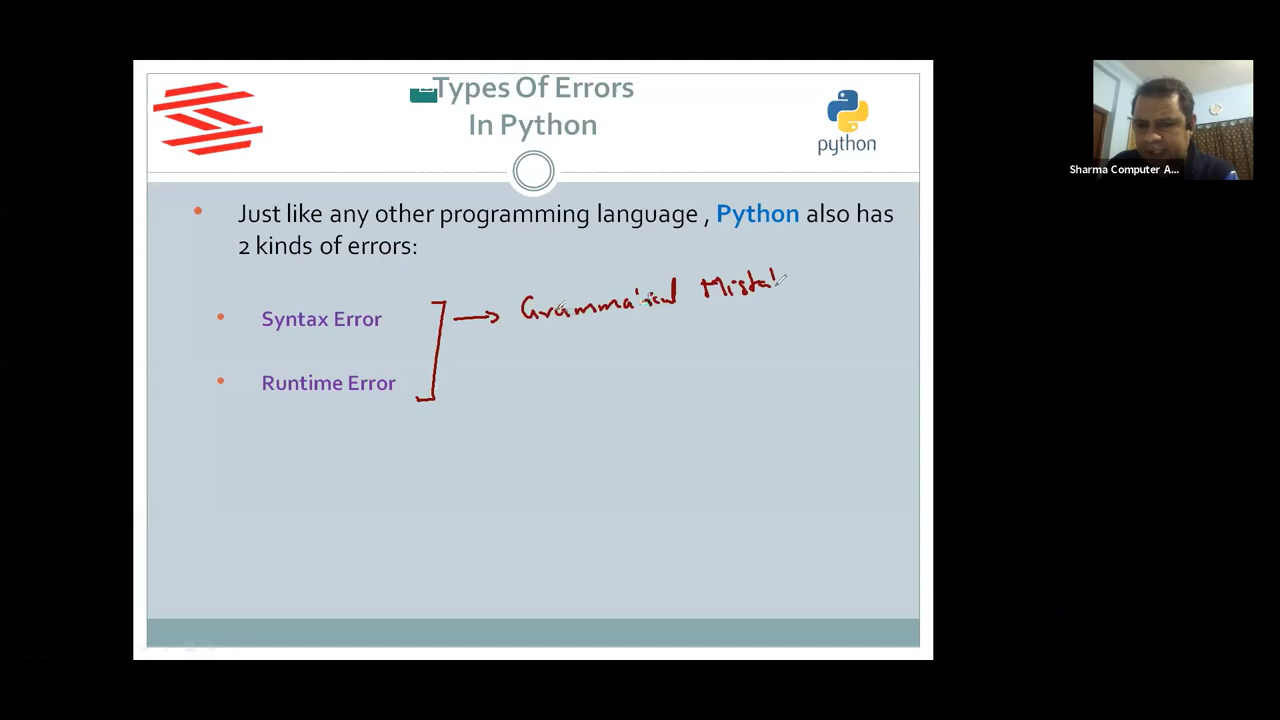 Types Of Errors
In Python
python
Sharma Computer A...
• Just like any other programming language , Python also has
2 kinds of errors:
Grammatical Mista
• Syntax Error
• Runtime Error